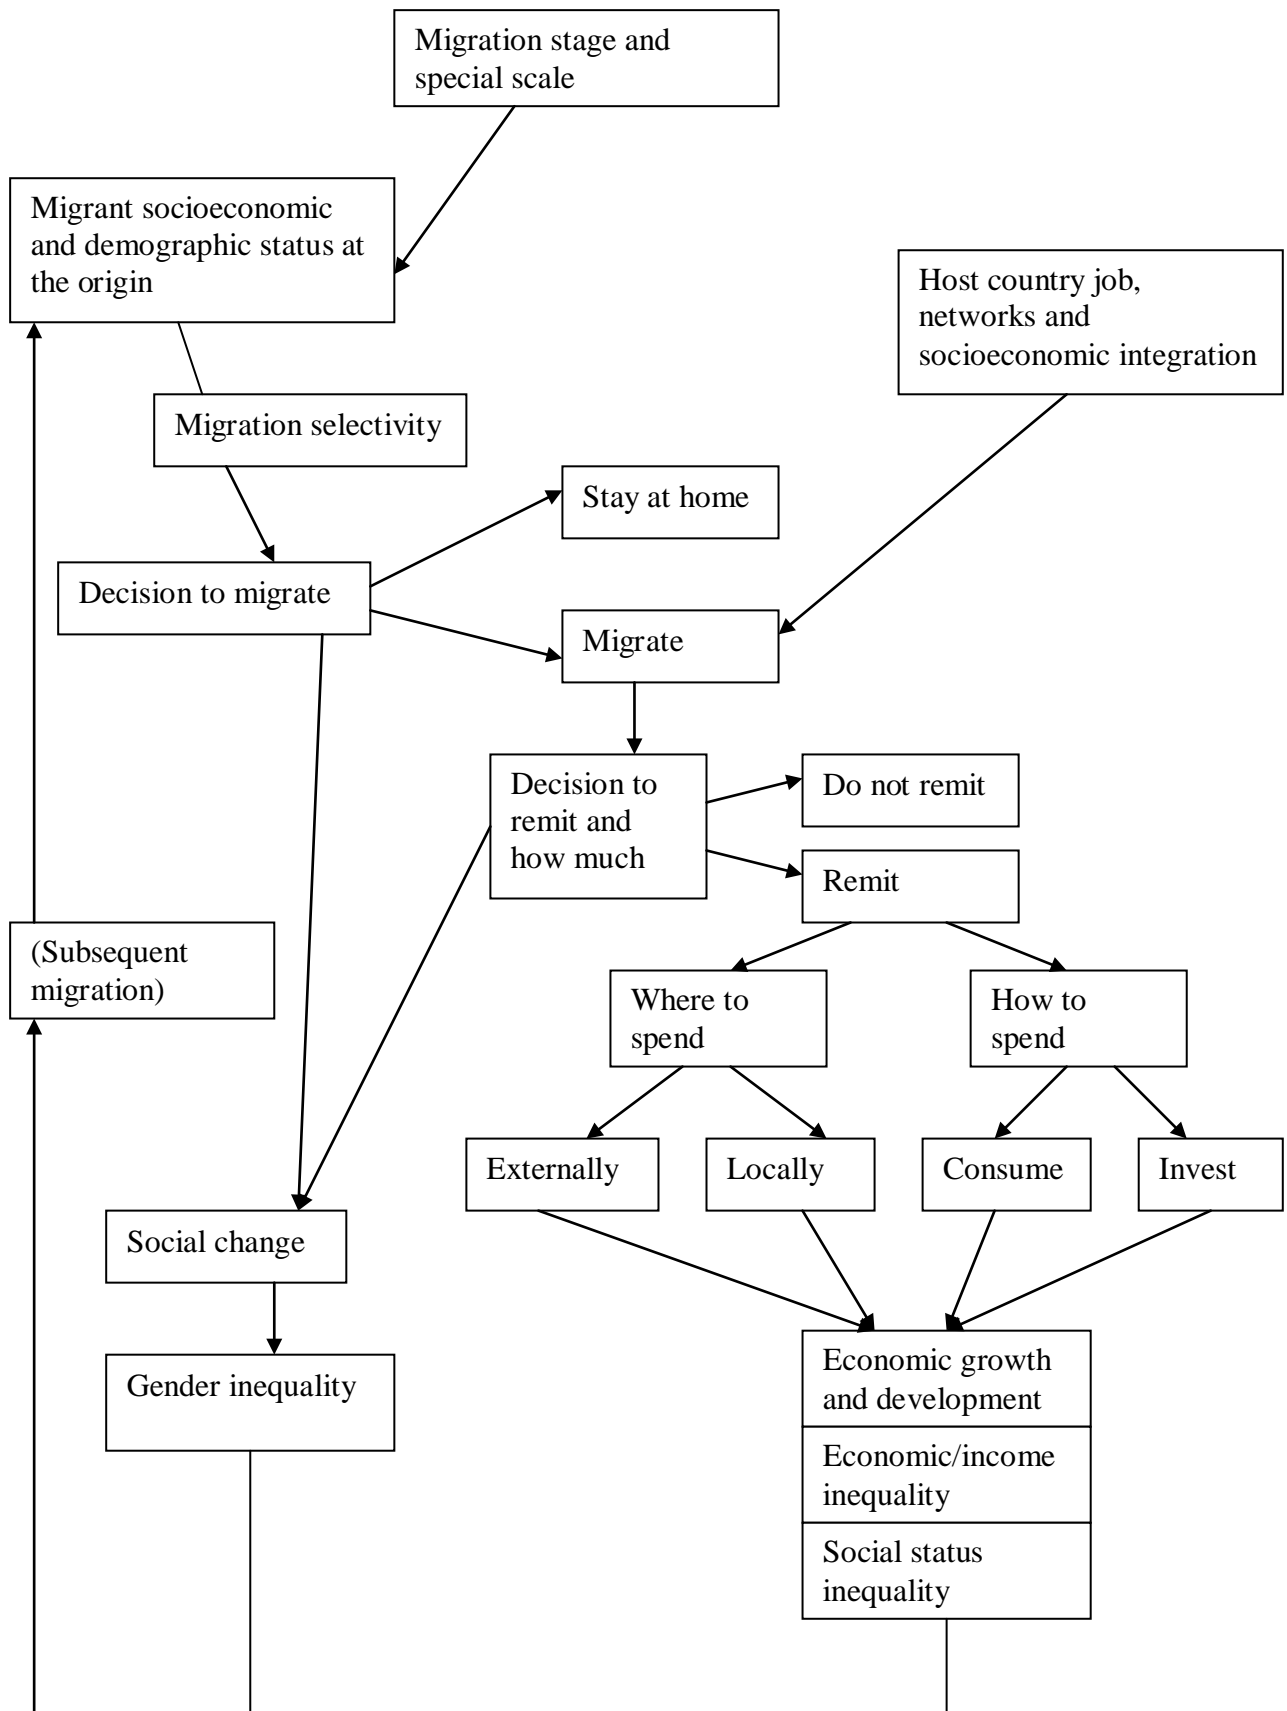 Migration stage and
special scale
Migrant socioeconomic
and demographic status at
the origin
Host country job,
networks and
socioeconomic integration
Migration selectivity
Stay at home
Decision to migrate
Migrate
Decision to
remit and
how much
Do not remit
Remit
(Subsequent
migration)
Where to
spend
How to
spend
Externally
Locally
Consume
Invest
Social change
Gender inequality
Economic growth
and development
Economic/income
inequality
Social status
inequality